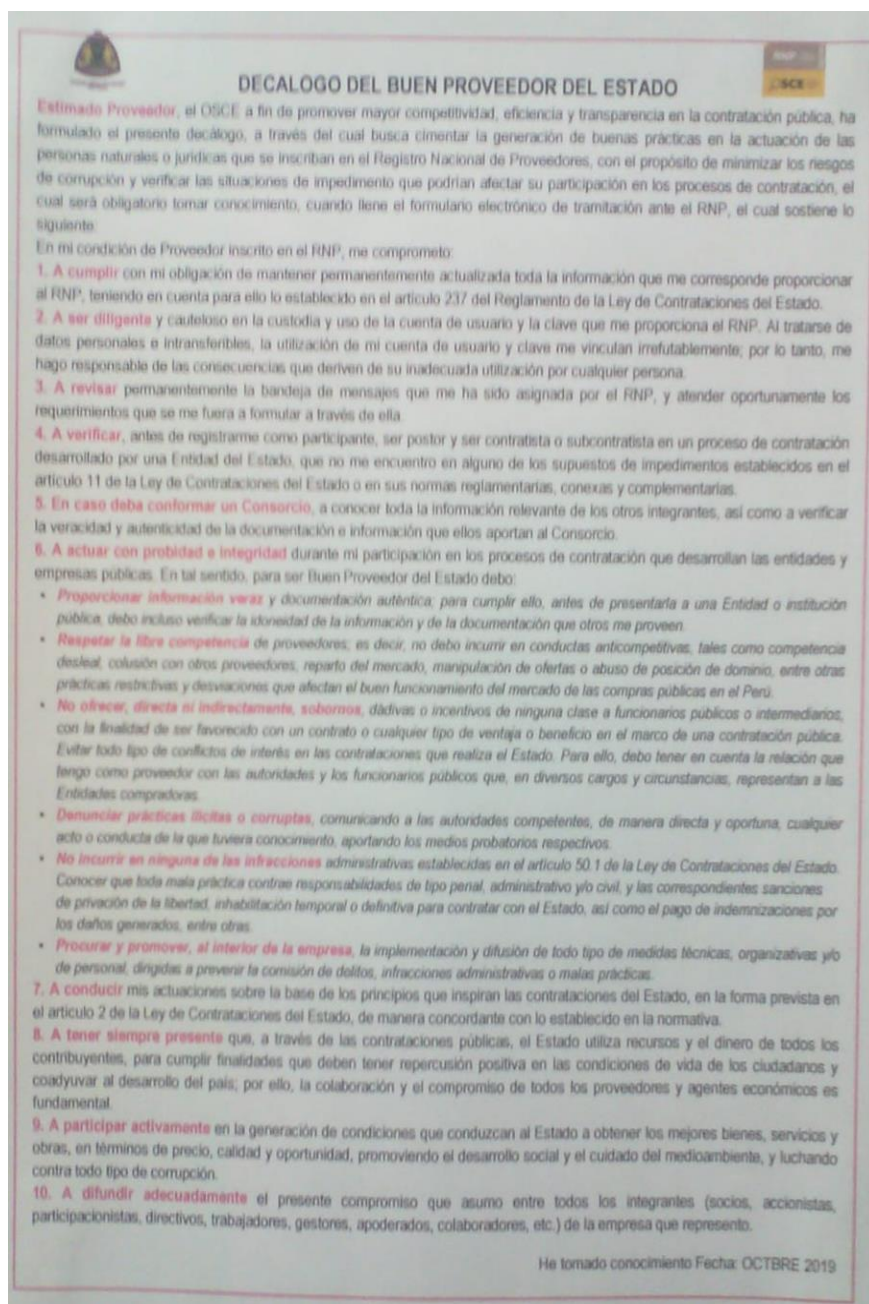 DECALOGO DEL BUEN PROVEEDOR DEL ESTADO
OSCE
Estimado Proveedor, el OSCE a fin de promover mayor competitividad, eficiencia y transparencia en la contratación pública, ha
formulado el presente decálogo, a través del cual busca cimentar la generación de buenas prácticas en la actuación de las
personas naturales o jurídicas que se inscriban en el Registro Nacional de Proveedores, con el propósito de minimizar los riesgos
de corrupción y verificar las situaciones de impedimento que podrían afectar su participación en los procesos de contratación, el
cual será obligatorio tomar conocimiento, cuando llene el formulario electrónico de tramitación ante el RNP, el cual sostiene lo
siguiente:
En mi condición de Proveedor inscrito en el RNP, me comprometo:
1. A cumplir con mi obligación de mantener permanentemente actualizada toda la información que me corresponde proporcionar
al RNP, teniendo en cuenta para ello lo establecido en el artículo 237 del Reglamento de la Ley de Contrataciones del Estado.
2. A ser diligente y cauteloso en la custodia y uso de la cuenta de usuario y la clave que me proporciona el RNP. Al tratarse de
datos personales e intransferibles, la utilización de mi cuenta de usuario y clave me vinculan irrefutablemente; por lo tanto, me
hago responsable de las consecuencias que deriven de su inadecuada utilización por cualquier persona.
3. A revisar permanentemente la bandeja de mensajes que me ha sido asignada por el RNP, y atender oportunamente los
requerimientos que se me fuera a formular a través de ella.
4. A verificar, antes de registrarme como participante, ser postor y ser contratista o subcontratista en un proceso de contratación
desarrollado por una Entidad del Estado, que no me encuentro en alguno de los supuestos de impedimentos establecidos en el
artículo 11 de la Ley de Contrataciones del Estado o en sus normas reglamentarias, conexas y complementarias.
5. En caso deba conformar un Consorcio, a conocer toda la información relevante de los otros integrantes, así como a verificar
la veracidad y autenticidad de la documentación e información que ellos aportan al Consorcio.
6. A actuar con probidad e integridad durante mi participación en los procesos de contratación que desarrollan las entidades y
empresas públicas. En tal sentido, para ser Buen Proveedor del Estado debo:
• Proporcionar información veraz y documentación auténtica; para cumplir ello, antes de presentarla a una Entidad o institución
pública, debo incluso verificar la idoneidad de la información y de la documentación que otros me proveen.
• Respetar la libre competencia de proveedores; es decir, no debo incurrir en conductas anticompetitivas, tales como competencia
desleal, colusión con otros proveedores, reparto del mercado, manipulación de ofertas o abuso de posición de dominio, entre otras
prácticas restrictivas y desviaciones que afectan el buen funcionamiento del mercado de las compras públicas en el Perú.
• No ofrecer, directa ni indirectamente, sobornos, dádivas o incentivos de ninguna clase a funcionarios públicos o intermediarios,
con la finalidad de ser favorecido con un contrato o cualquier tipo de ventaja o beneficio en el marco de una contratación pública.
Evitar todo tipo de conflictos de interés en las contrataciones que realiza el Estado. Para ello, debo tener en cuenta la relación que
tengo como proveedor con las autoridades y los funcionarios públicos que, en diversos cargos y circunstancias, representan a las
Entidades compradoras.
• Denunciar prácticas ilícitas o corruptas, comunicando a las autoridades competentes, de manera directa y oportuna, cualquier
acto o conducta de la que tuviera conocimiento, aportando los medios probatorios respectivos.
• No incurrir en ninguna de las infracciones administrativas establecidas en el artículo 50.1 de la Ley de Contrataciones del Estado.
Conocer que toda mala práctica contrae responsabilidades de tipo penal, administrativo y/o civil, y las correspondientes sanciones
de privación de la libertad, inhabilitación temporal o definitiva para contratar con el Estado, así como el pago de indemnizaciones por
los daños generados, entre otras.
• Procurar y promover, al interior de la empresa, la implementación y difusión de todo tipo de medidas técnicas, organizativas y/o
de personal, dirigidas a prevenir la comisión de delitos, infracciones administrativas o malas prácticas.
7. A conducir mis actuaciones sobre la base de los principios que inspiran las contrataciones del Estado, en la forma prevista en
el artículo 2 de la Ley de Contrataciones del Estado, de manera concordante con lo establecido en la normativa.
8. A tener siempre presente que, a través de las contrataciones públicas, el Estado utiliza recursos y el dinero de todos los
contribuyentes, para cumplir finalidades que deben tener repercusión positiva en las condiciones de vida de los ciudadanos y
coadyuvar al desarrollo del país; por ello, la colaboración y el compromiso de todos los proveedores y agentes económicos es
fundamental.
9. A participar activamente en la generación de condiciones que conduzcan al Estado a obtener los mejores bienes, servicios y
obras, en términos de precio, calidad y oportunidad, promoviendo el desarrollo social y el cuidado del medioambiente, y luchando
contra todo tipo de corrupción.
10. A difundir adecuadamente el presente compromiso que asumo entre todos los integrantes (socios, accionistas,
participacionistas, directivos, trabajadores, gestores, apoderados, colaboradores, etc.) de la empresa que represento.
He tomado conocimiento Fecha: OCTBRE 2019